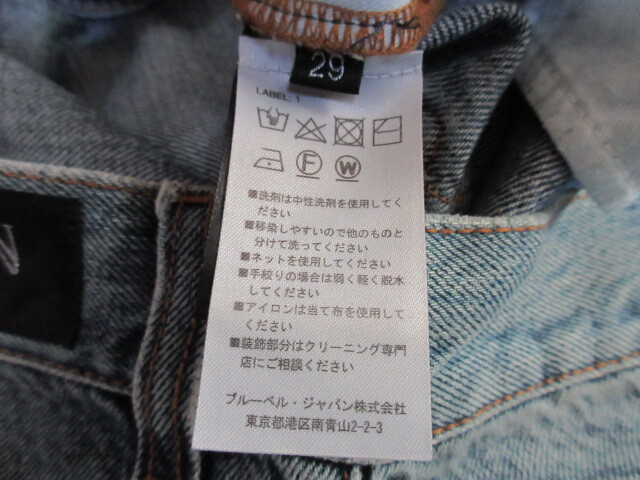 29
LABEL: 1
F
W
■洗剤は中性洗剤を使用してく
ださい
■移染しやすいので他のものと
分けて洗ってください
■ネットを使用してください
■手絞りの場合は弱く軽く脱水
してください
■アイロンは当て布を使用して
ください
■装飾部分はクリーニング専門
店にご相談ください
ブルーベル・ジャパン株式会社
東京都港区南青山2-2-3
N